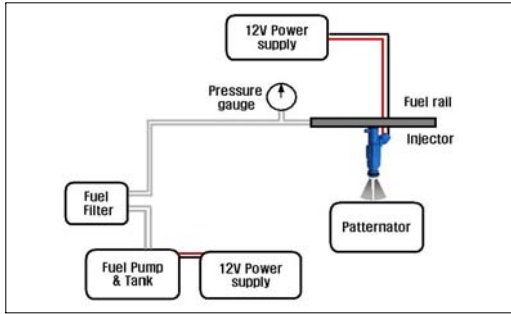 12V Power
supply
Pressure
gauge
Fuel rail
Injector
Fuel
Filter
Patternator
Fuel Pump
& Tank
12V Power
supply